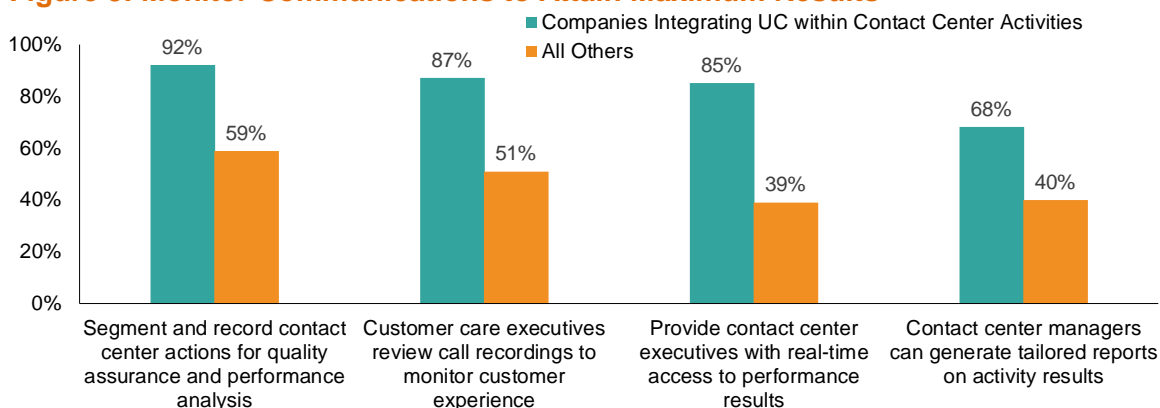 Companies Integrating UC within Contact Center Activities
All Others
100%
80%
60%
40%
20%
0%
92%
59%
87%
51%
85%
39%
68%
40%
Segment and record contact
center actions for quality
assurance and performance
analysis
Customer care executives
review call recordings to
monitor customer
experience
Provide contact center
executives with real-time
access to performance
results
Contact center managers
can generate tailored reports
on activity results